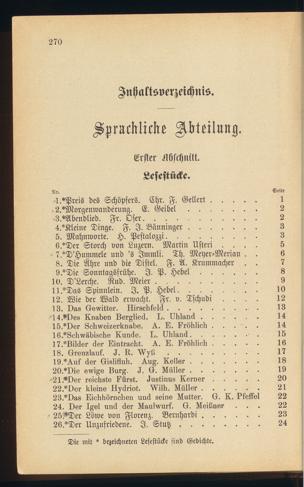 270
Inhaltsverzeichnis.
Sprachliche Abteilung.
Erster Abschnitt.
Lesestücke.
Nr. Seite
1.*Preis des Schöpfers. Chr. F. Gellert . . . . . . 1
2.*Morgenwanderung. E. Geibel . . . . . . 2
3.*Abendlied. Fr. Oser . . . . . . 2
4.*Kleine Dinge. F. J. Bänninger . . . . . . 3
5. Mahnworte. H. Pestalozzi . . . . . . 3
6.*Der Storch von Luzern. Martin Usteri . . . . . . 5
7.*D'Hummele und 's Immli. Th. Meyer-Merian . . . . . . 6
8. Die Ähre und die Distel. F. A. Krummacher . . . . . . 7
9.*Die Sonntagsfrühe. J. P. Hebel . . . . . . 8
10. D'Lerche. Rud. Meier . . . . . . 9
11.*Das Spinnlein. J. P. Hebel . . . . . . 10
12. Wie der Wald erwacht. Fr. v. Tschudi . . . . . . 12
13. Das Gewitter. Hirschfeld . . . . . . 13
14.*Des Knaben Berglied. L. Uhland . . . . . . 14
15.*Der Schweizerknabe. A. E. Fröhlich . . . . . . 14
16.*Schwäbische Kunde. L. Uhland . . . . . . 15
17.*Bilder der Eintracht. A. E. Fröhlich . . . . . . 16
18. Grenzlauf. J. R. Wyß . . . . . . 17
19.*Auf der Gislifluh. Aug. Keller . . . . . . 18
20.*Die ewige Burg. J. G. Müller . . . . . . 19
21.*Der reichste Fürst. Justinus Kerner . . . . . . 20
22.*Der kleine Hydriot. Wilh. Müller . . . . . . 21
23.*Das Eichhörnchen und seine Mutter. G. K. Pfeffel 22
24. Der Igel und der Maulwurf. G. Meißner . . . . . . 22
25.*Der Löwe von Florenz. Bernhardi . . . . . . 23
26.*Der Unzufriedene. J. Stutz . . . . . . 24
Die mit * bezeichneten Lesestücke sind Gedichte.